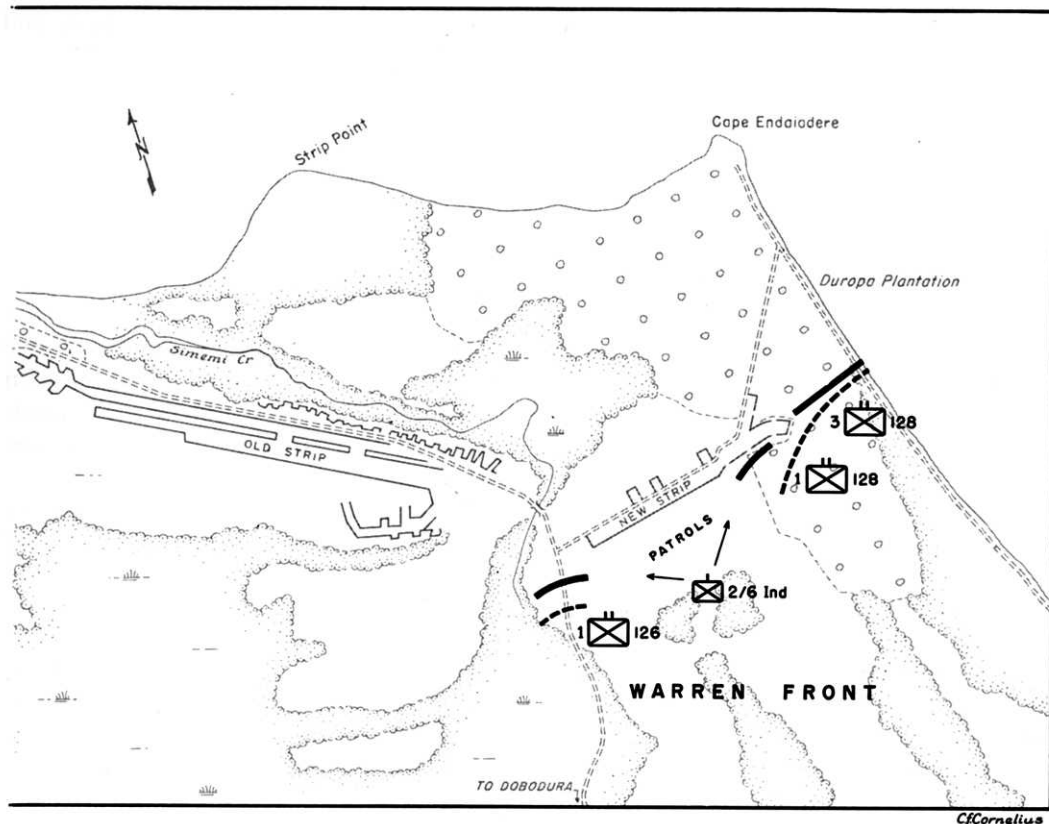 Cape Endaiadere
Strip Point
N
Duropa Plantation
Simemi Cr
3 128
OLD STRIP
1 128
NEW STRIP
PATROLS
2/6 Ind
1 126
WARREN FRONT
TO DOBODURA
C.f.Cornelius